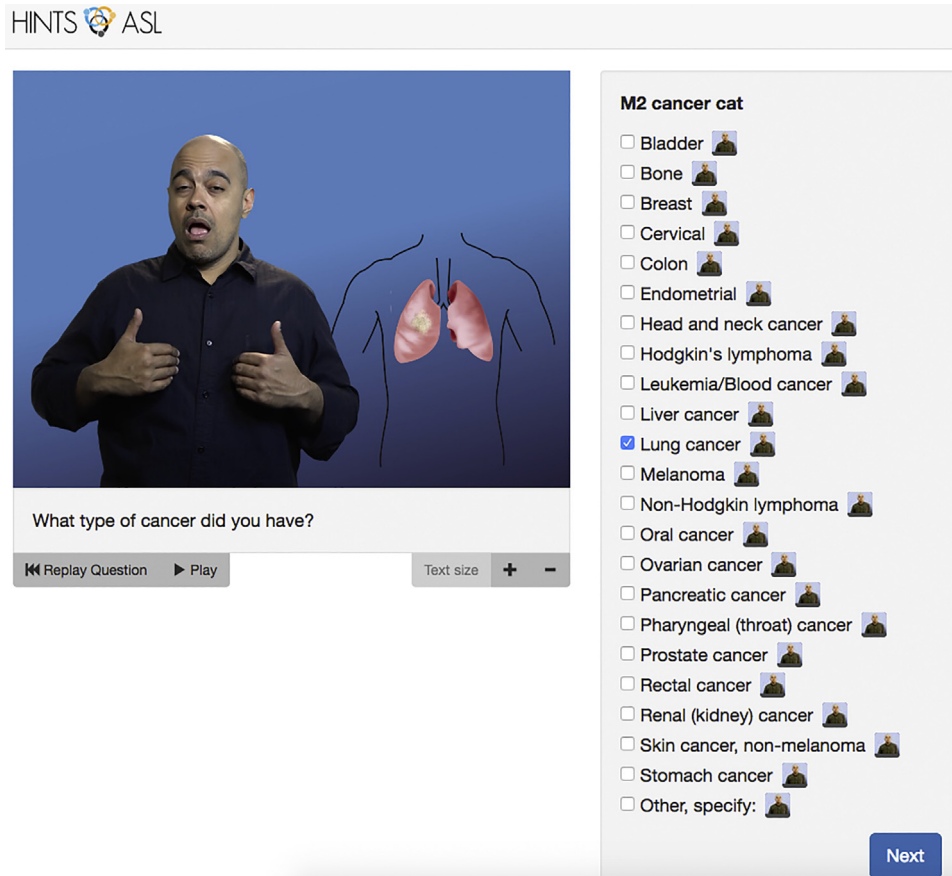 HINTS ASL
What type of cancer did you have?
Replay Question Play
Text size + −
M2 cancer cat
Bladder
Bone
Breast
Cervical
Colon
Endometrial
Head and neck cancer
Hodgkin's lymphoma
Leukemia/Blood cancer
Liver cancer
Lung cancer
Melanoma
Non-Hodgkin lymphoma
Oral cancer
Ovarian cancer
Pancreatic cancer
Pharyngeal (throat) cancer
Prostate cancer
Rectal cancer
Renal (kidney) cancer
Skin cancer, non-melanoma
Stomach cancer
Other, specify:
Next